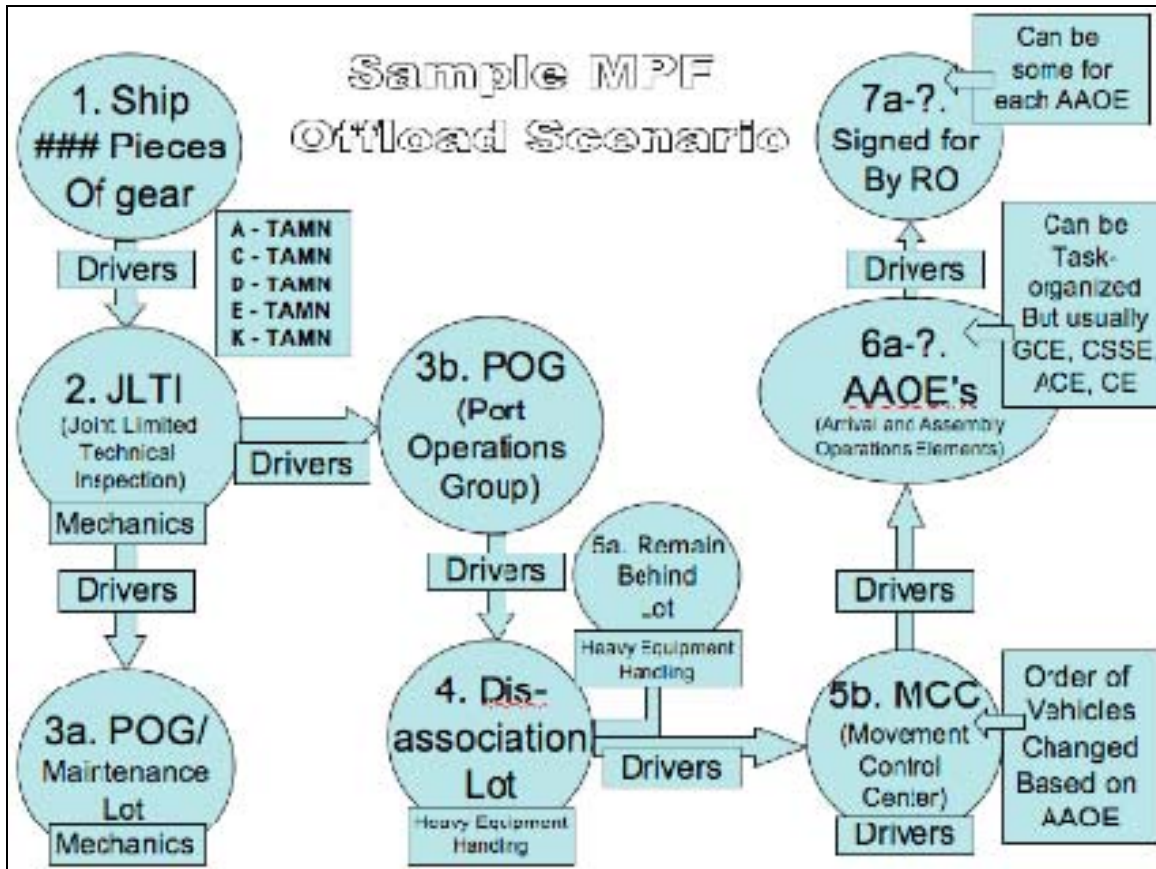 Sample MPF
Offload Scenario
1. Ship
### Pieces
Of gear
Drivers
A - TAMN
C - TAMN
D - TAMN
E - TAMN
K - TAMN
2. JLTI
(Joint Limited
Technical
Inspection)
Mechanics
Drivers
3a. POG/
Maintenance
Lot
Mechanics
Drivers
3b. POG
(Port
Operations
Group)
Drivers
4. Dis-
association
Lot
Heavy Equipment
Handling
5a. Remain
Behind
Lot
Heavy Equipment
Handling
Drivers
5b. MCC
(Movement
Control
Center)
Drivers
Order of
Vehicles
Changed
Based on
AAOE
Drivers
6a-?.
AAOE's
(Arrival and Assembly
Operations Elements)
Can be
Task-
organized
But usually
GCE, CSSE,
ACE, CE
Drivers
7a-?.
Signed for
By RO
Can be
some for
each AAOE